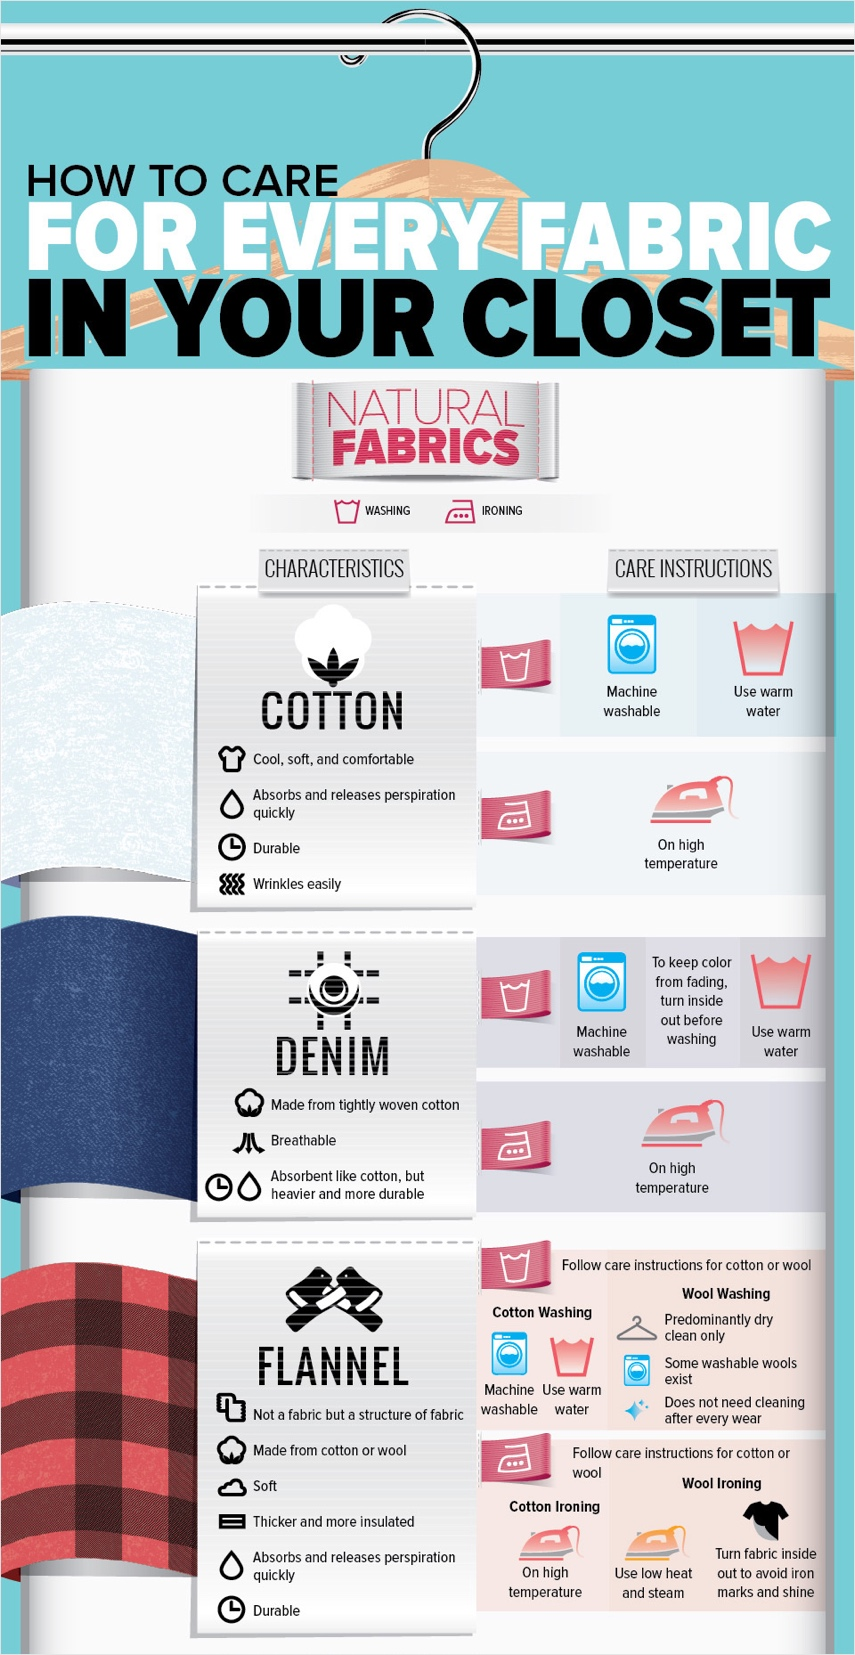 HOW TO CARE
FOR EVERY FABRIC
IN YOUR CLOSET
NATURAL
FABRICS
WASHING
IRONING
CHARACTERISTICS
CARE INSTRUCTIONS
COTTON
Cool, soft, and comfortable
Absorbs and releases perspiration
quickly
Durable
Wrinkles easily
Machine
washable
Use warm
water
On high
temperature
DENIM
Made from tightly woven cotton
Breathable
Absorbent like cotton, but
heavier and more durable
Machine
washable
To keep color
from fading,
turn inside
out before
washing
Use warm
water
On high
temperature
FLANNEL
Not a fabric but a structure of fabric
Made from cotton or wool
Soft
Thicker and more insulated
Absorbs and releases perspiration
quickly
Durable
Follow care instructions for cotton or wool
Cotton Washing
Machine
washable
Use warm
water
Wool Washing
Predominantly dry
clean only
Some washable wools
exist
Does not need cleaning
after every wear
Follow care instructions for cotton or
wool
Cotton Ironing
On high
temperature
Wool Ironing
Use low heat
and steam
Turn fabric inside
out to avoid iron
marks and shine